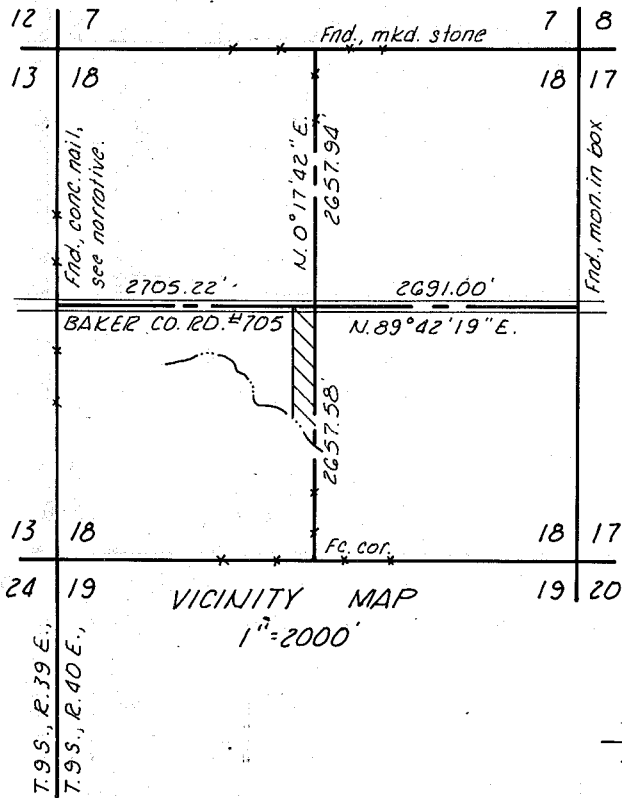 12 7
7 8
Fnd., mkd. stone
13 18
18 17
Fnd., conc. nail,
see narrative.
N. 0° 17' 42" E.
2657.94'
Fnd., mon. in box
2705.22'
2691.00'
BAKER CO. RD. #705
N. 89° 42' 19" E.
2657.58'
13 18
Fc. cor.
18 17
24 19
19 20
VICINITY MAP
1"=2000'
T.9S., R.39 E.,
T.9S., R.40 E.,